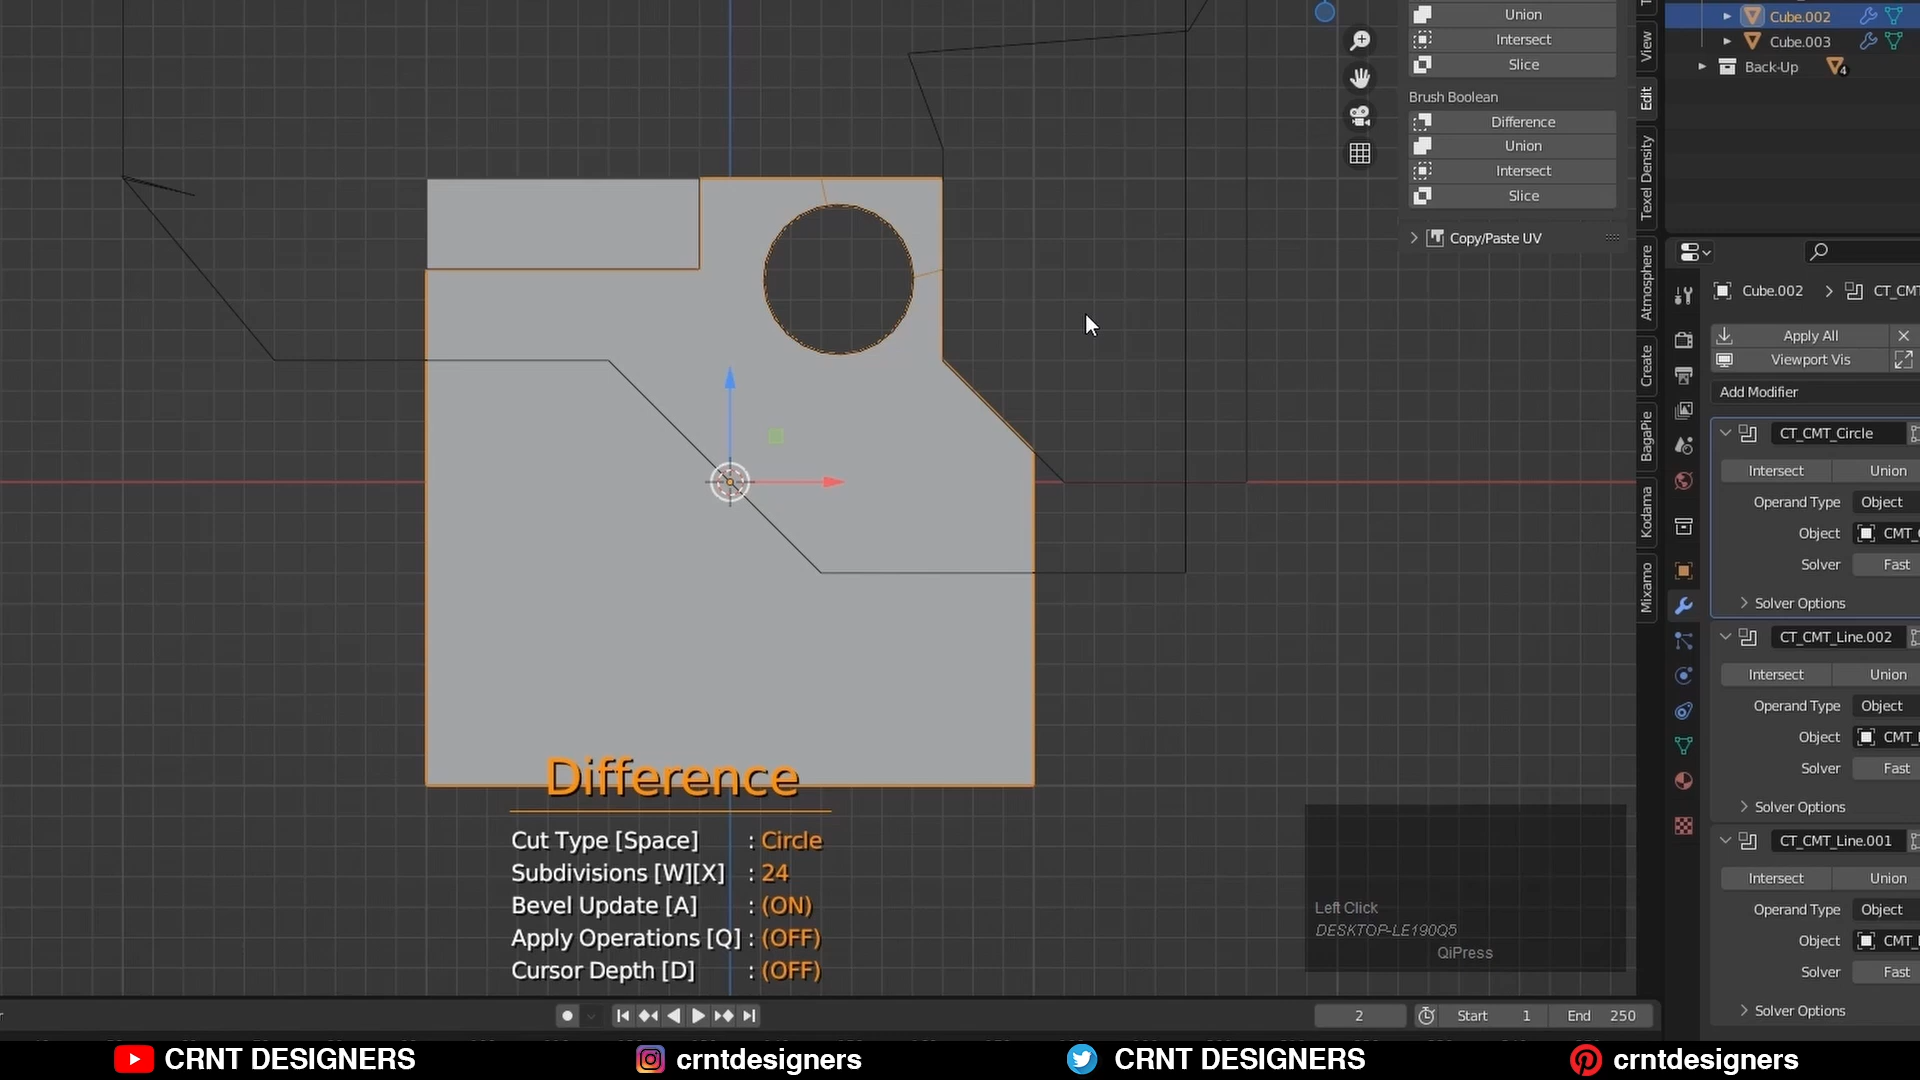 Union
Intersect
Slice
Brush Boolean
Difference
Union
Intersect
Slice
Copy/Paste UV
View
Edit
Texel Density
Atmosphere
Create
BagaPie
Kodama
Mixamo
Cube.002
Cube.003
Back-Up
4
Cube.002
CT_CMT
Apply All
Viewport Vis
Add Modifier
CT_CMT_Circle
Intersect
Union
Operand Type
Object
Object
CMT_
Solver
Fast
Solver Options
CT_CMT_Line.002
Intersect
Union
Operand Type
Object
Object
CMT_
Solver
Fast
Solver Options
CT_CMT_Line.001
Intersect
Union
Operand Type
Object
Object
CMT_
Solver
Fast
Solver Options
Difference
Cut Type [Space] : Circle
Subdivisions [W][X] : 24
Bevel Update [A] : (ON)
Apply Operations [Q] : (OFF)
Cursor Depth [D] : (OFF)
Left Click
DESKTOP-LE190Q5
QiPress
2
Start 1
End 250
CRNT DESIGNERS
crntdesigners
CRNT DESIGNERS
crntdesigners